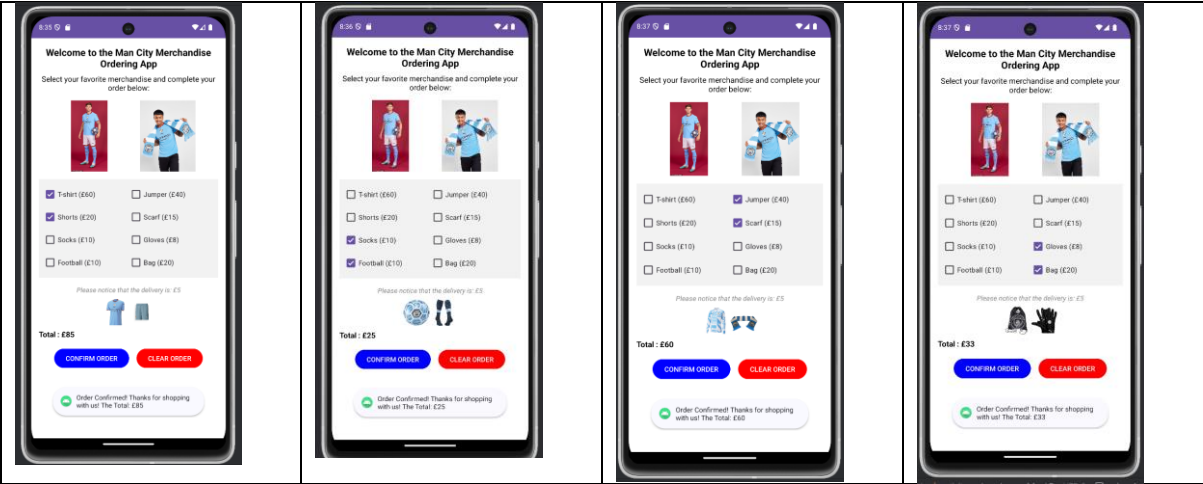 8:35
Welcome to the Man City Merchandise
Ordering App
Select your favorite merchandise and complete your
order below:
T-shirt (£60)
Jumper (£40)
Shorts (£20)
Scarf (£15)
Socks (£10)
Gloves (£8)
Football (£10)
Bag (£20)
Please notice that the delivery is: £5
Total : £85
CONFIRM ORDER
CLEAR ORDER
Order Confirmed! Thanks for shopping
with us! The Total: £85
8:36
Welcome to the Man City Merchandise
Ordering App
Select your favorite merchandise and complete your
order below:
T-shirt (£60)
Jumper (£40)
Shorts (£20)
Scarf (£15)
Socks (£10)
Gloves (£8)
Football (£10)
Bag (£20)
Please notice that the delivery is: £5
Total : £25
CONFIRM ORDER
CLEAR ORDER
Order Confirmed! Thanks for shopping
with us! The Total: £25
8:37
Welcome to the Man City Merchandise
Ordering App
Select your favorite merchandise and complete your
order below:
T-shirt (£60)
Jumper (£40)
Shorts (£20)
Scarf (£15)
Socks (£10)
Gloves (£8)
Football (£10)
Bag (£20)
Please notice that the delivery is: £5
Total : £60
CONFIRM ORDER
CLEAR ORDER
Order Confirmed! Thanks for shopping
with us! The Total: £60
8:37
Welcome to the Man City Merchandise
Ordering App
Select your favorite merchandise and complete your
order below:
T-shirt (£60)
Jumper (£40)
Shorts (£20)
Scarf (£15)
Socks (£10)
Gloves (£8)
Football (£10)
Bag (£20)
Please notice that the delivery is: £5
Total : £33
CONFIRM ORDER
CLEAR ORDER
Order Confirmed! Thanks for shopping
with us! The Total: £33